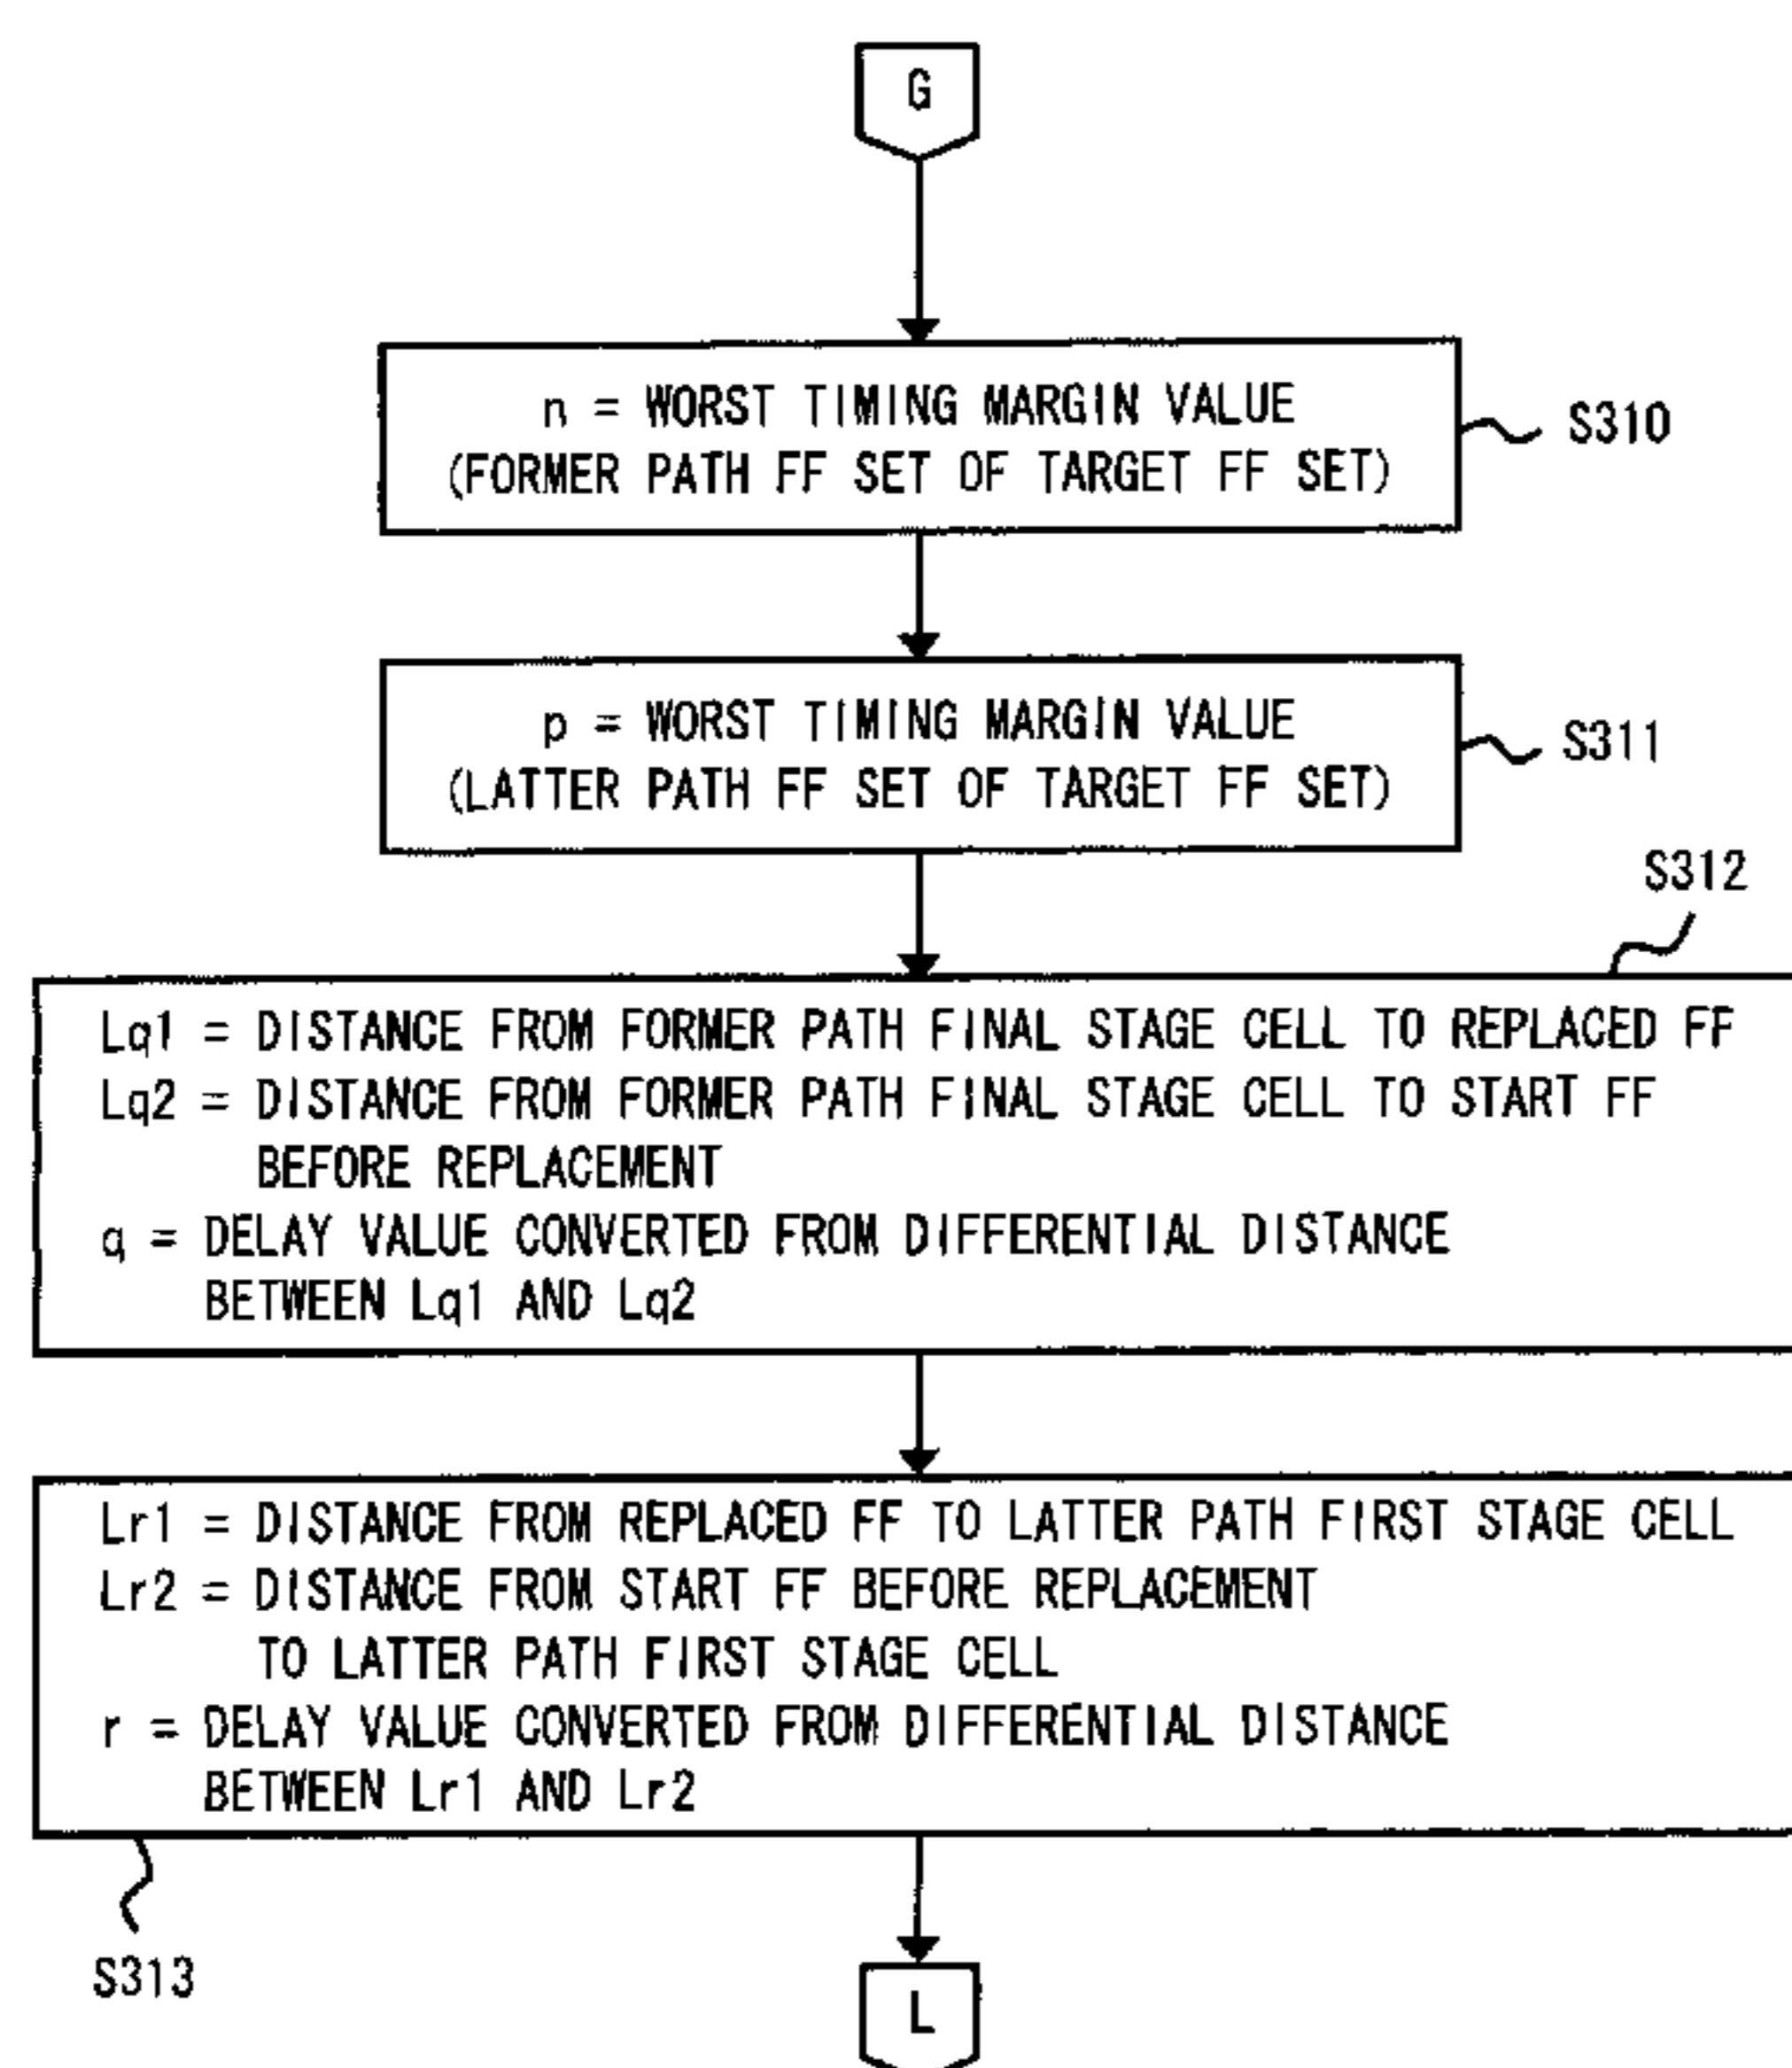 G
n = WORST TIMING MARGIN VALUE
(FORMER PATH FF SET OF TARGET FF SET)
S310
p = WORST TIMING MARGIN VALUE
(LATTER PATH FF SET OF TARGET FF SET)
S311
S312
Lq1 = DISTANCE FROM FORMER PATH FINAL STAGE CELL TO REPLACED FF
Lq2 = DISTANCE FROM FORMER PATH FINAL STAGE CELL TO START FF
BEFORE REPLACEMENT
q = DELAY VALUE CONVERTED FROM DIFFERENTIAL DISTANCE
BETWEEN Lq1 AND Lq2
Lr1 = DISTANCE FROM REPLACED FF TO LATTER PATH FIRST STAGE CELL
Lr2 = DISTANCE FROM START FF BEFORE REPLACEMENT
TO LATTER PATH FIRST STAGE CELL
r = DELAY VALUE CONVERTED FROM DIFFERENTIAL DISTANCE
BETWEEN Lr1 AND Lr2
S313
L